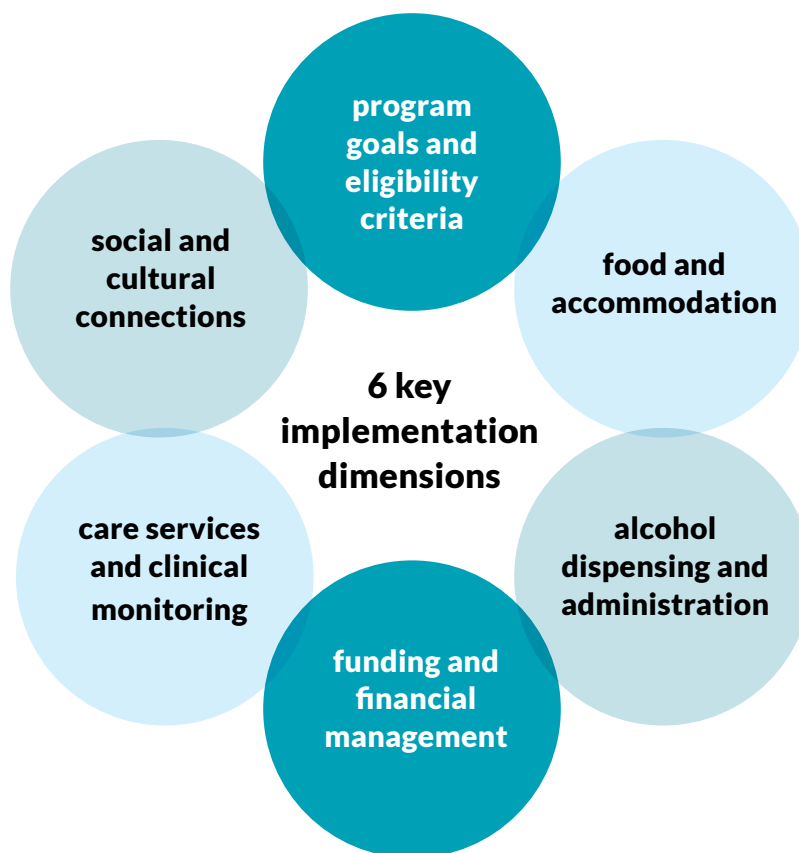 program
goals and
eligibility
criteria
social and
cultural
connections
food and
accommodation
6 key
implementation
dimensions
care services
and clinical
monitoring
alcohol
dispensing and
administration
funding and
financial
management